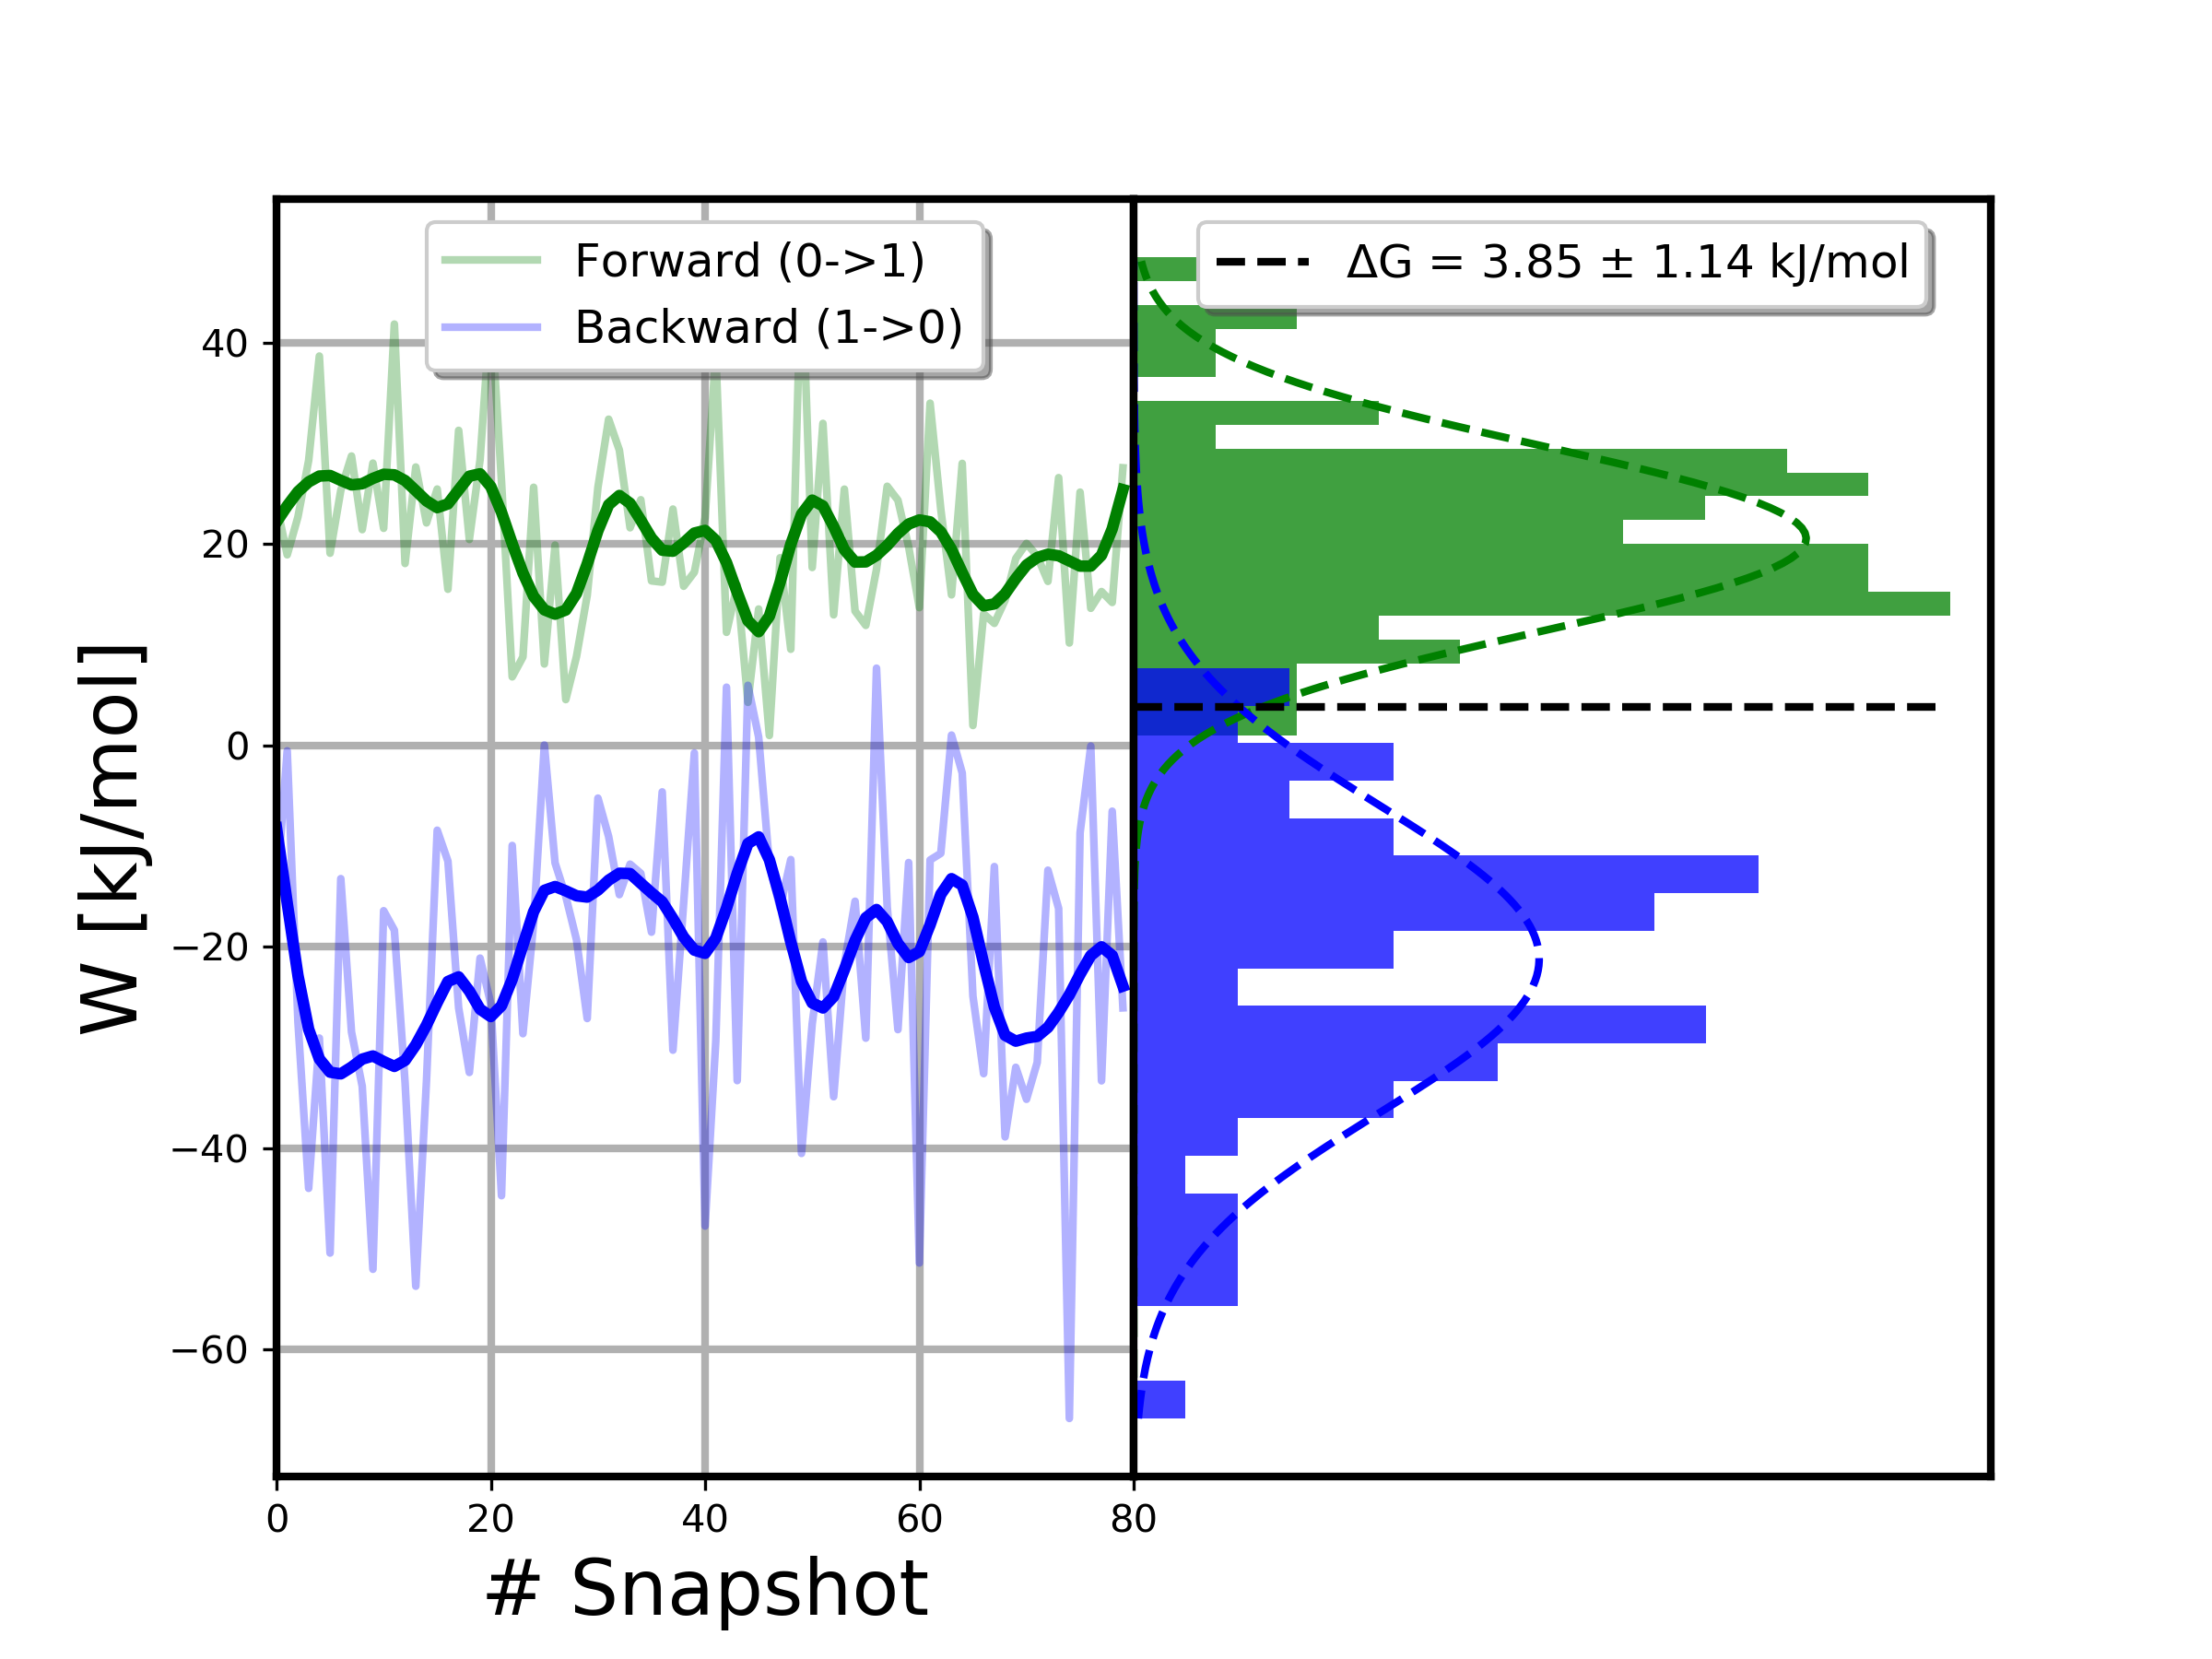 Forward (0->1)
Backward (1->0)
ΔG = 3.85 ± 1.14 kJ/mol
W [kJ/mol]
40
20
0
−20
−40
−60
0 20 40 60 80
# Snapshot